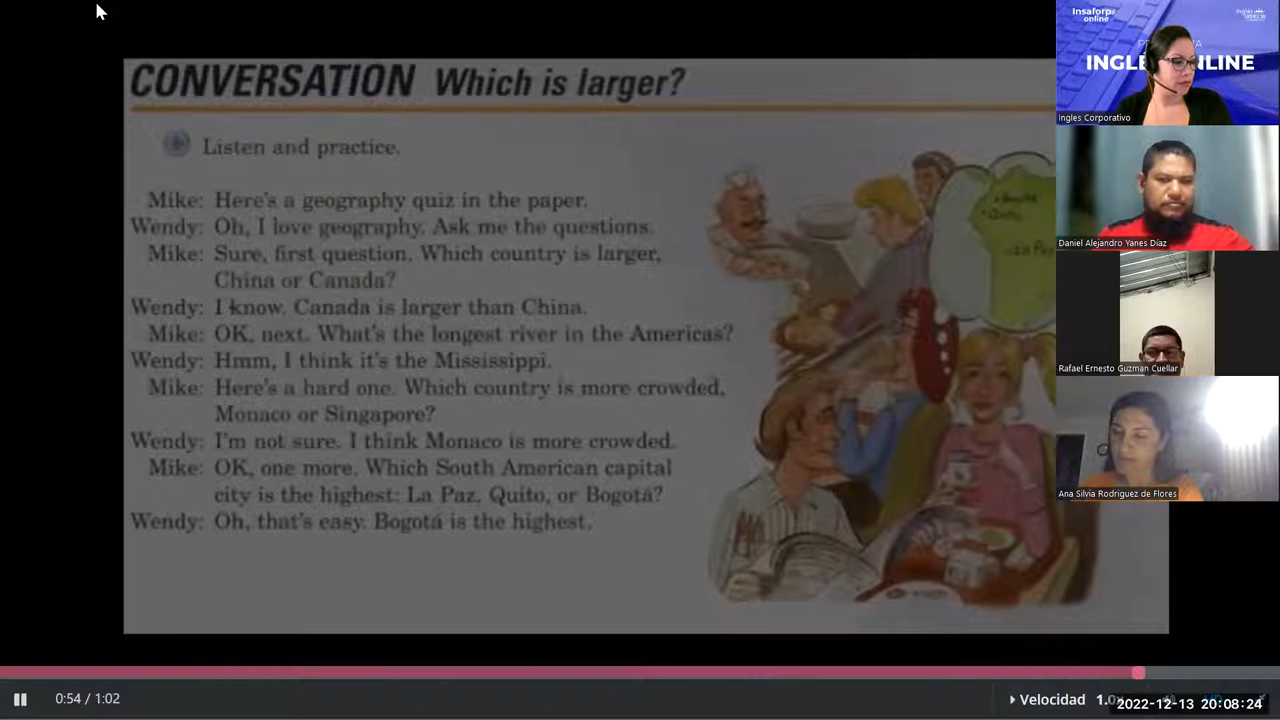 CONVERSATION Which is larger?
Listen and practice.
Mike: Here's a geography quiz in the paper.
Wendy: Oh, I love geography. Ask me the questions.
Mike: Sure, first question. Which country is larger,
China or Canada?
Wendy: I know. Canada is larger than China.
Mike: OK, next. What's the longest river in the Americas?
Wendy: Hmm, I think it's the Mississippi.
Mike: Here's a hard one. Which country is more crowded,
Monaco or Singapore?
Wendy: I'm not sure. I think Monaco is more crowded.
Mike: OK, one more. Which South American capital
city is the highest: La Paz, Quito, or Bogotá?
Wendy: Oh, that's easy. Bogotá is the highest.
Insaforp
online
INGLÉ NLINE
Ingles Corporativo
Daniel Alejandro Yanes Díaz
Rafael Ernesto Guzman Cuellar
Ana Silvia Rodriguez de Flores
0:54 / 1:02
Velocidad 1.0
2022-12-13 20:08:24